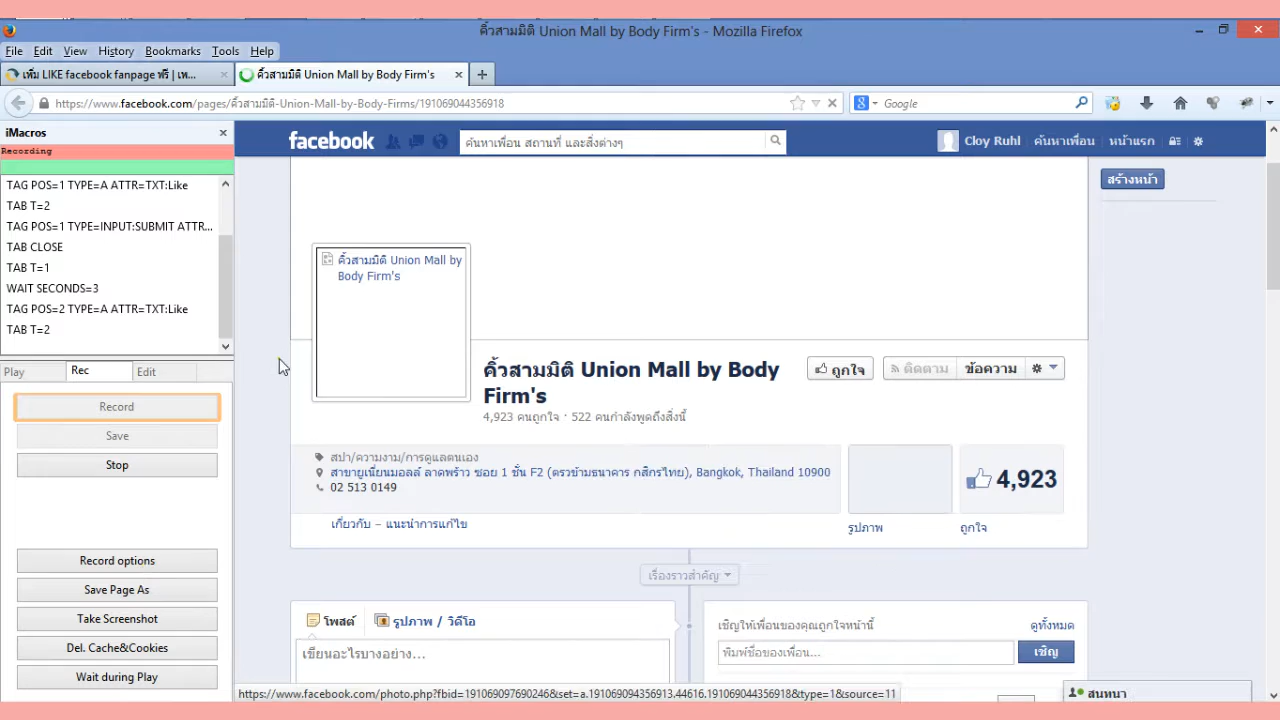 คิ้วสามมิติ Union Mall by Body Firm's - Mozilla Firefox
File Edit View History Bookmarks Tools Help
เพิ่ม LIKE facebook fanpage ฟรี | เพ...
คิ้วสามมิติ Union Mall by Body Firm's
https://www.facebook.com/pages/คิ้วสามมิติ-Union-Mall-by-Body-Firms/191069044356918
Google
iMacros
Recording
TAG POS=1 TYPE=A ATTR=TXT:Like
TAB T=2
TAG POS=1 TYPE=INPUT:SUBMIT ATTR...
TAB CLOSE
TAB T=1
WAIT SECONDS=3
TAG POS=2 TYPE=A ATTR=TXT:Like
TAB T=2
Play Rec Edit
Record
Save
Stop
Record options
Save Page As
Take Screenshot
Del. Cache&Cookies
Wait during Play
facebook
ค้นหาเพื่อน สถานที่ และสิ่งต่างๆ
Cloy Ruhl ค้นหาเพื่อน หน้าแรก
สร้างหน้า
คิ้วสามมิติ Union Mall by
Body Firm's
คิ้วสามมิติ Union Mall by Body
Firm's
4,923 คนถูกใจ · 522 คนกำลังพูดถึงสิ่งนี้
ถูกใจ
ติดตาม
ข้อความ
สปา/ความงาม/การดูแลตนเอง
สาขายูเนี่ยนมอลล์ ลาดพร้าว ซอย 1 ชั้น F2 (ตรวข้ามธนาคาร กสิกรไทย), Bangkok, Thailand 10900
02 513 0149
เกี่ยวกับ – แนะนำการแก้ไข
รูปภาพ
4,923
ถูกใจ
เรื่องราวสำคัญ
โพสต์
รูปภาพ / วิดีโอ
เขียนอะไรบางอย่าง...
เชิญให้เพื่อนของคุณถูกใจหน้านี้
ดูทั้งหมด
พิมพ์ชื่อของเพื่อน...
เชิญ
https://www.facebook.com/photo.php?fbid=191069097690246&set=a.191069094356913.44616.191069044356918&type=1&source=11
สนทนา